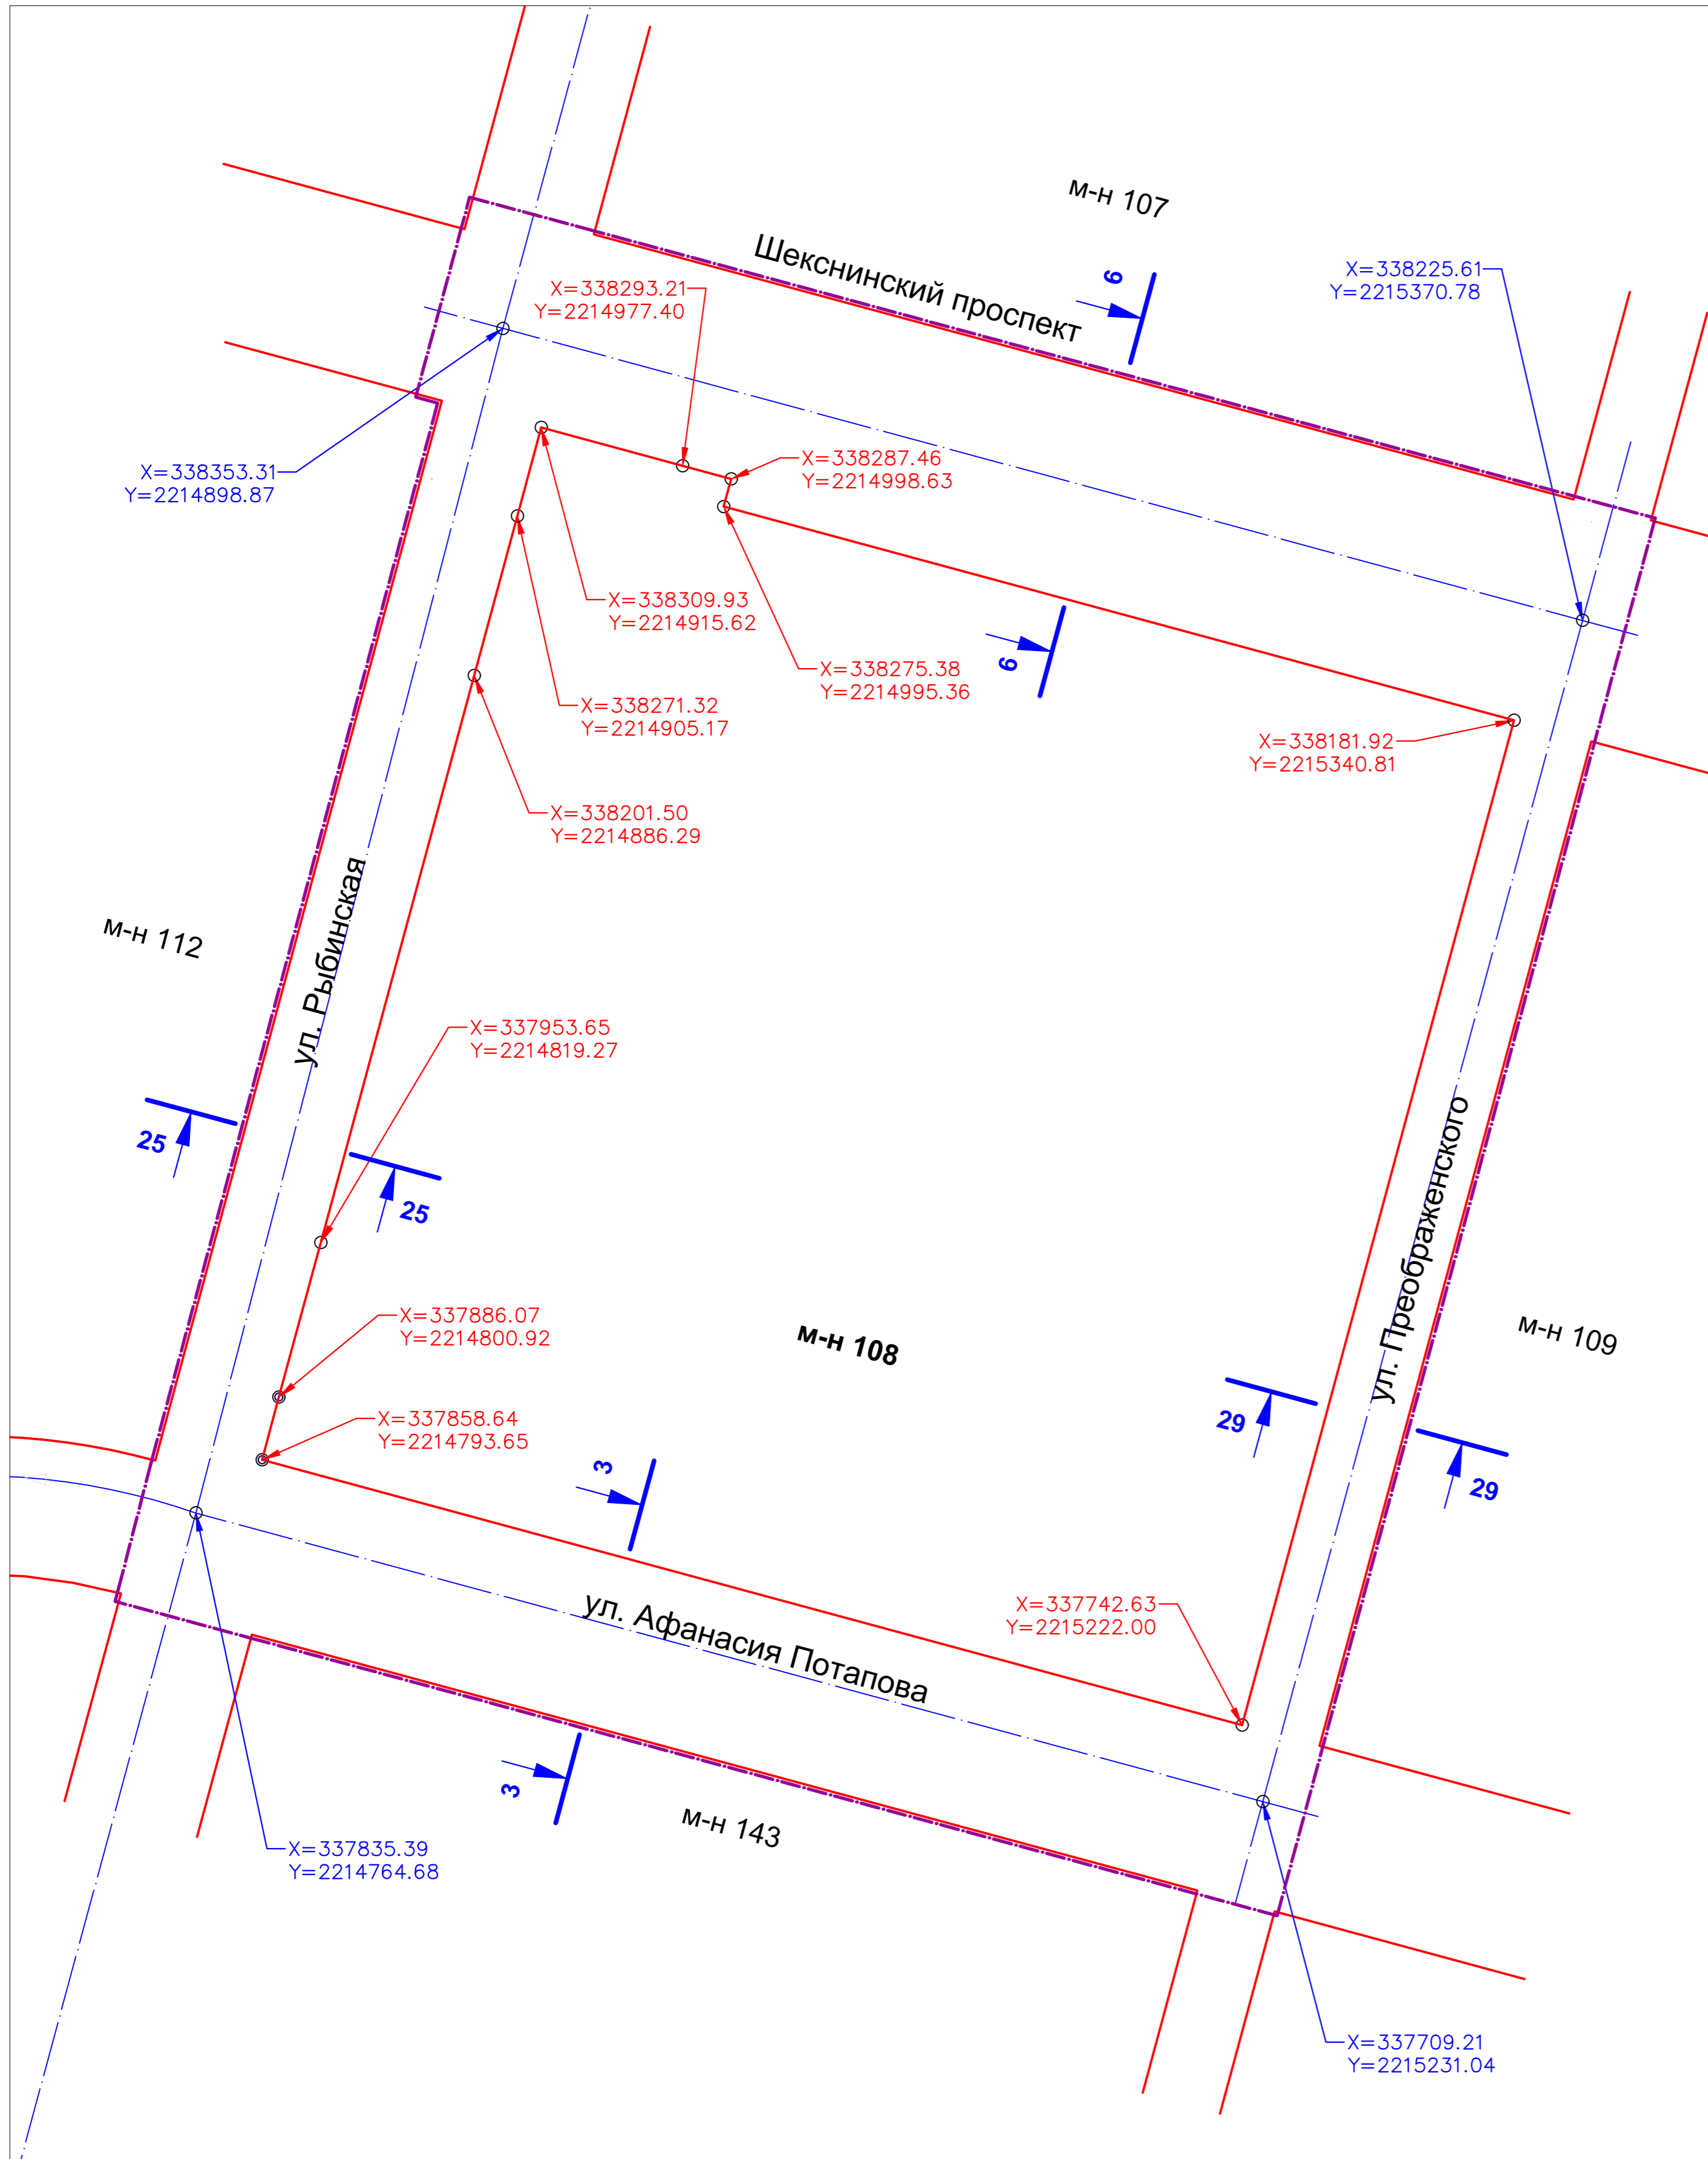 м-н 107
Шекснинский проспект
6
X=338225.61
Y=2215370.78
X=338293.21
Y=2214977.40
X=338353.31
Y=2214898.87
X=338287.46
Y=2214998.63
X=338309.93
Y=2214915.62
6
X=338275.38
Y=2214995.36
X=338271.32
Y=2214905.17
X=338181.92
Y=2215340.81
X=338201.50
Y=2214886.29
ул. Рыбинская
м-н 112
X=337953.65
Y=2214819.27
25
25
ул. Преображенского
м-н 109
X=337886.07
Y=2214800.92
м-н 108
X=337858.64
Y=2214793.65
29
29
3
ул. Афанасия Потапова
X=337742.63
Y=2215222.00
3
м-н 143
X=337835.39
Y=2214764.68
X=337709.21
Y=2215231.04